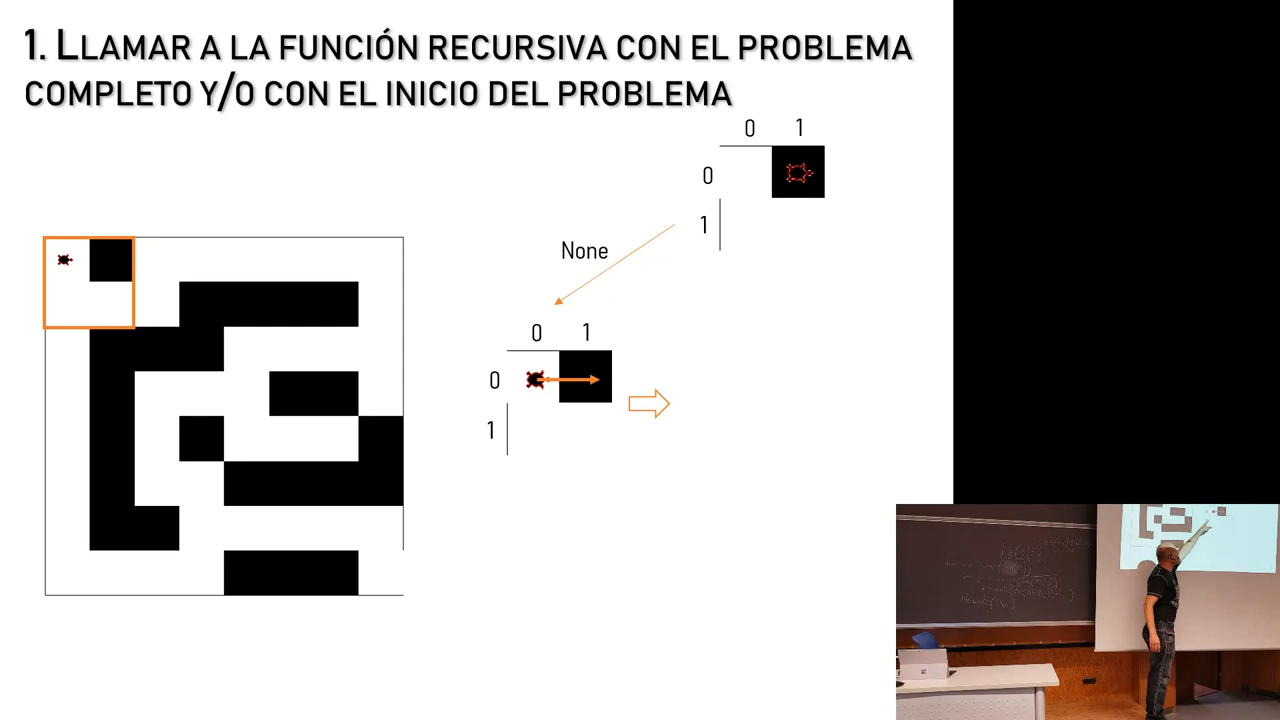 1. LLAMAR A LA FUNCIÓN RECURSIVA CON EL PROBLEMA
COMPLETO Y/O CON EL INICIO DEL PROBLEMA
0 1
0
1
None
0 1
0
1